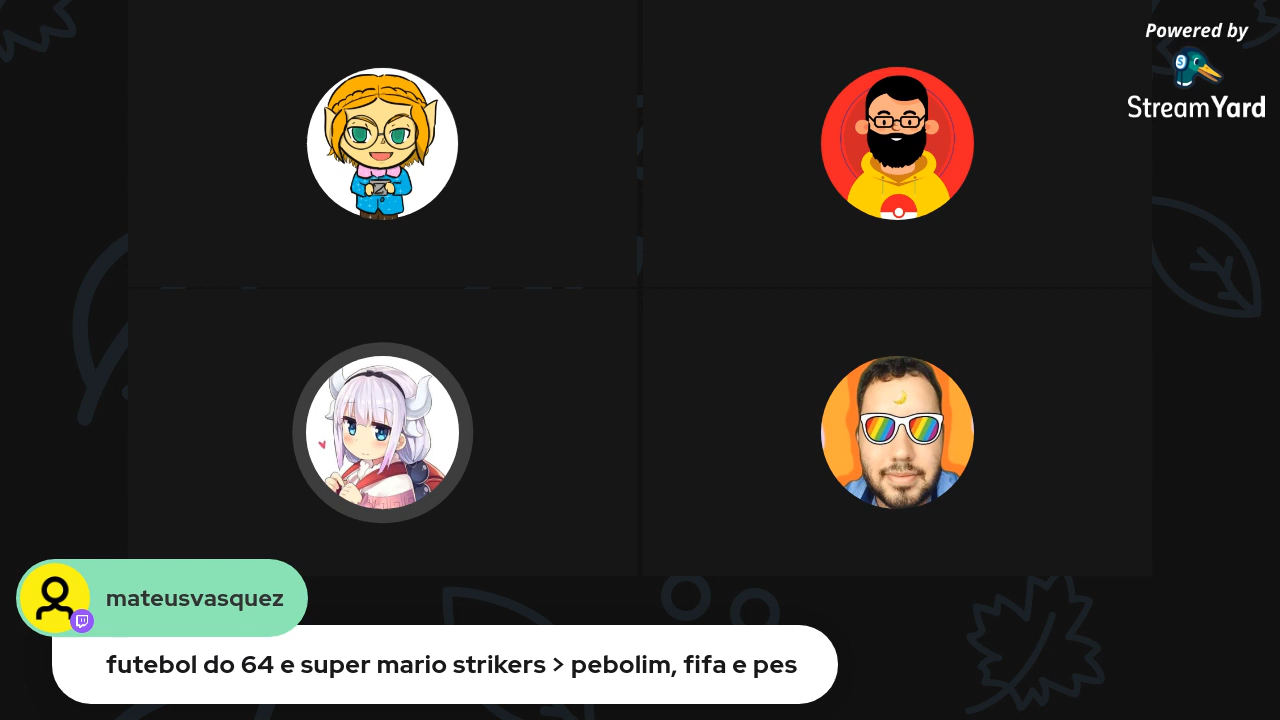 Powered by
StreamYard
mateusvasquez
futebol do 64 e super mario strikers > pebolim, fifa e pes